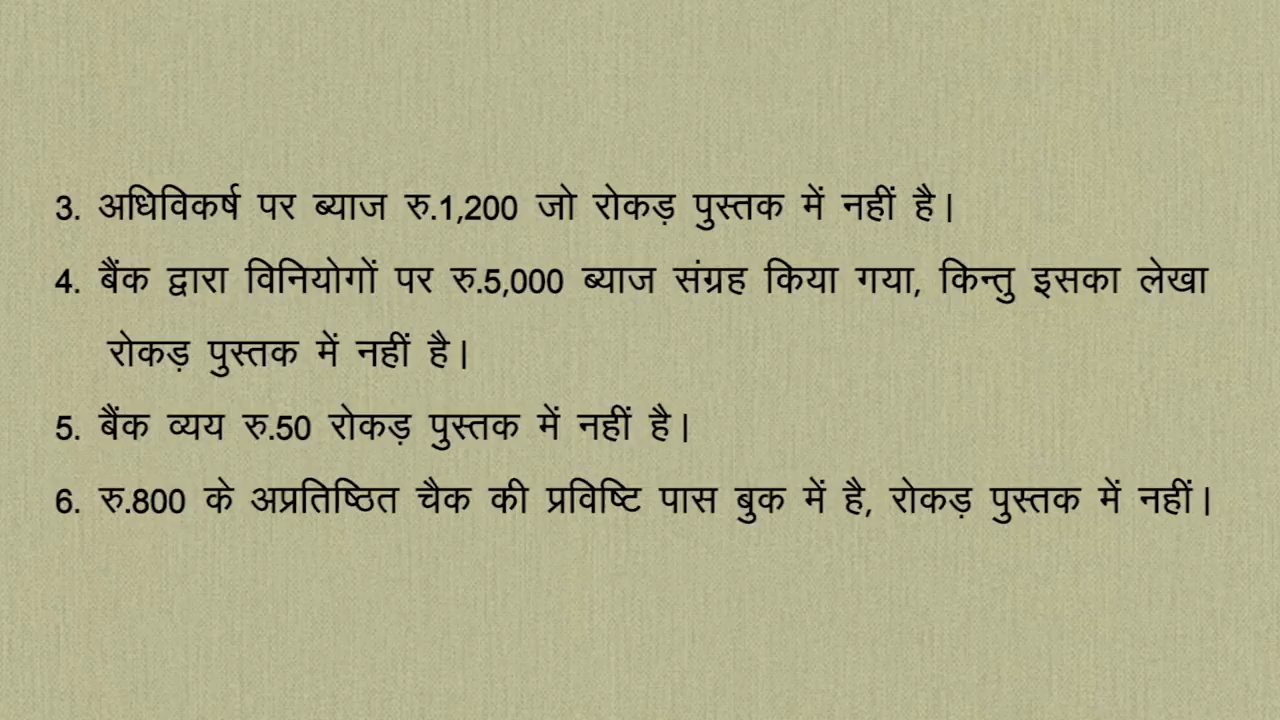 3. अधिविकर्ष पर ब्याज रु.1,200 जो रोकड़ पुस्तक में नहीं है।
4. बैंक द्वारा विनियोगों पर रु.5,000 ब्याज संग्रह किया गया, किन्तु इसका लेखा
रोकड़ पुस्तक में नहीं है।
5. बैंक व्यय रु.50 रोकड़ पुस्तक में नहीं है।
6. रु.800 के अप्रतिष्ठित चैक की प्रविष्टि पास बुक में है, रोकड़ पुस्तक में नहीं।